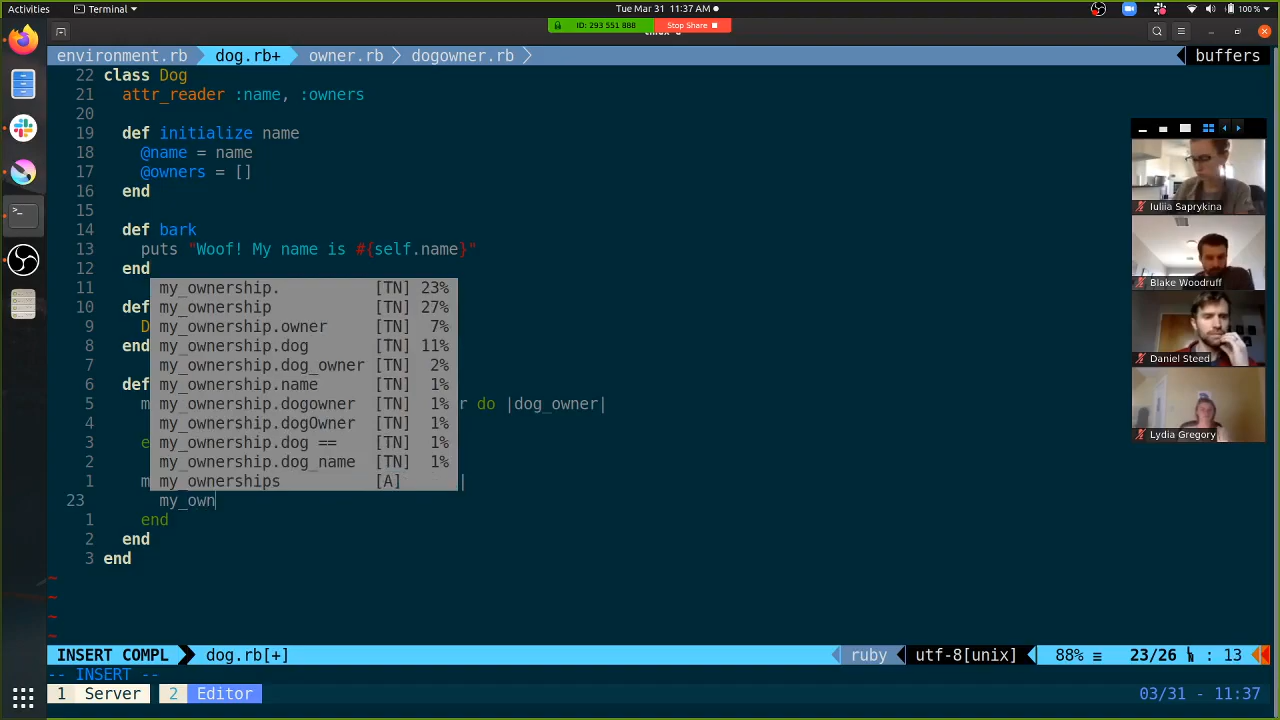 Activities
Terminal
Tue Mar 31 11:37 AM
100 %
ID: 293 551 888
Stop Share
environment.rb
dog.rb+
owner.rb
dogowner.rb
buffers
22 class Dog
21 attr_reader :name, :owners
20
19 def initialize name
18 @name = name
17 @owners = []
16 end
15
14 def bark
13 puts "Woof! My name is #{self.name}"
12 end
11
10 def
9 D
8 end
7
6 def
5 m r do |dog_owner|
4
3 e
2
1 m |
23 my_own
1 end
2 end
3 end
my_ownership. [TN] 23%
my_ownership [TN] 27%
my_ownership.owner [TN] 7%
my_ownership.dog [TN] 11%
my_ownership.dog_owner [TN] 2%
my_ownership.name [TN] 1%
my_ownership.dogowner [TN] 1%
my_ownership.dogOwner [TN] 1%
my_ownership.dog == [TN] 1%
my_ownership.dog_name [TN] 1%
my_ownerships [A]
~
~
~
~
INSERT COMPL
dog.rb[+]
ruby
utf-8[unix]
88% ≡ 23/26 : 13
-- INSERT --
1 Server
2 Editor
03/31 - 11:37
Iuliia Saprykina
Blake Woodruff
Daniel Steed
Lydia Gregory